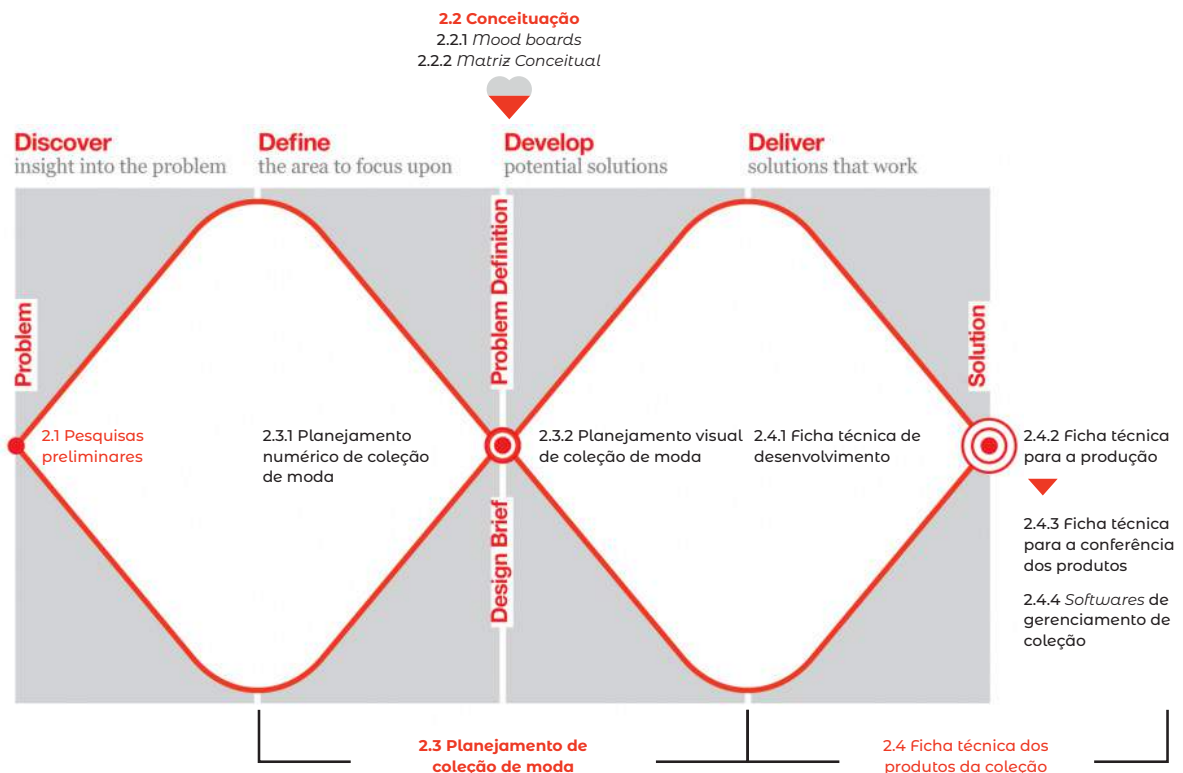 2.2 Conceituação
2.2.1 Mood boards
2.2.2 Matriz Conceitual
Discover
insight into the problem
Define
the area to focus upon
Develop
potential solutions
Deliver
solutions that work
Problem
Problem Definition
Design Brief
Solution
2.1 Pesquisas
preliminares
2.3.1 Planejamento
numérico de coleção
de moda
2.3.2 Planejamento visual
de coleção de moda
2.4.1 Ficha técnica de
desenvolvimento
2.4.2 Ficha técnica
para a produção
2.4.3 Ficha técnica
para a conferência
dos produtos
2.4.4 Softwares de
gerenciamento de
coleção
2.3 Planejamento de
coleção de moda
2.4 Ficha técnica dos
produtos da coleção